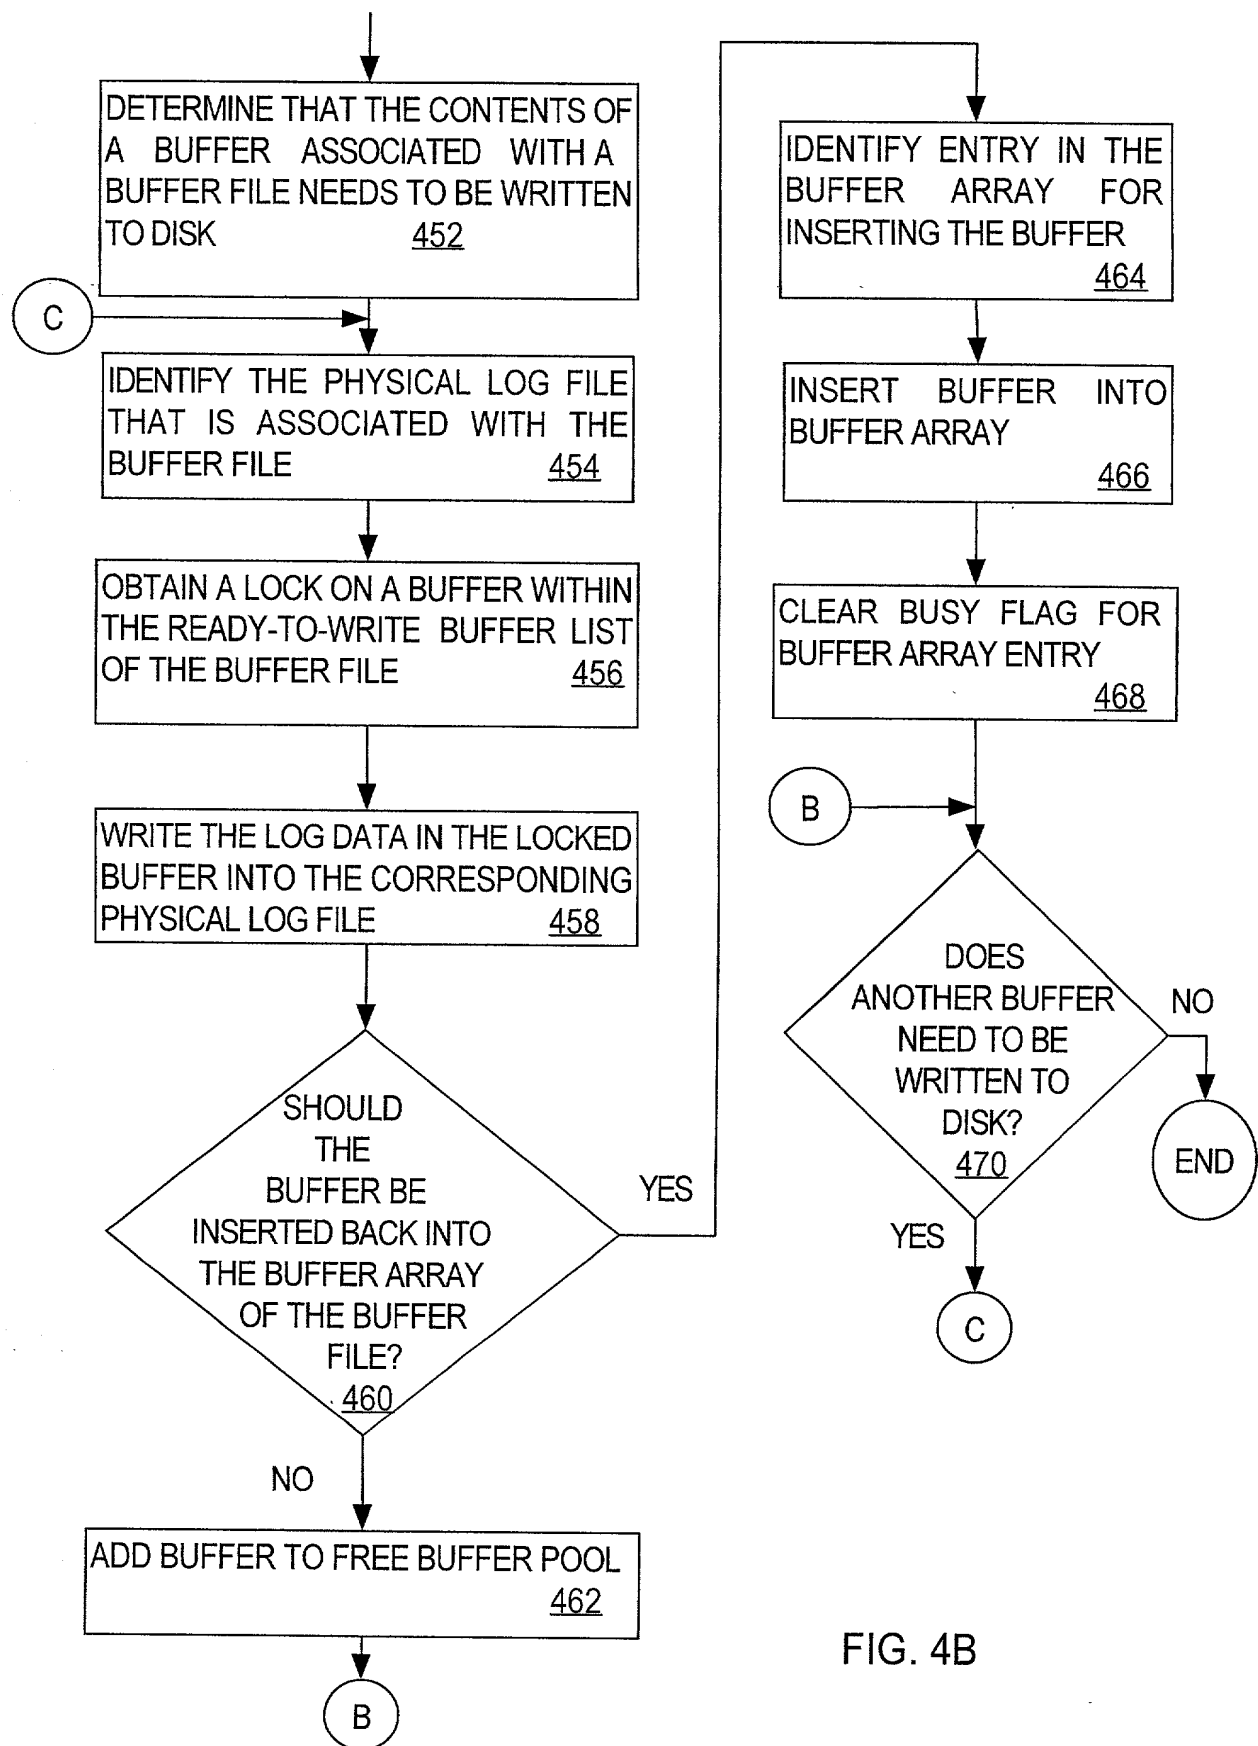 DETERMINE THAT THE CONTENTS OF
A BUFFER ASSOCIATED WITH A
BUFFER FILE NEEDS TO BE WRITTEN
TO DISK 452
C
IDENTIFY THE PHYSICAL LOG FILE
THAT IS ASSOCIATED WITH THE
BUFFER FILE 454
OBTAIN A LOCK ON A BUFFER WITHIN
THE READY-TO-WRITE BUFFER LIST
OF THE BUFFER FILE 456
WRITE THE LOG DATA IN THE LOCKED
BUFFER INTO THE CORRESPONDING
PHYSICAL LOG FILE 458
SHOULD
THE
BUFFER BE
INSERTED BACK INTO
THE BUFFER ARRAY
OF THE BUFFER
FILE?
460
YES
NO
ADD BUFFER TO FREE BUFFER POOL
462
B
IDENTIFY ENTRY IN THE
BUFFER ARRAY FOR
INSERTING THE BUFFER
464
INSERT BUFFER INTO
BUFFER ARRAY
466
CLEAR BUSY FLAG FOR
BUFFER ARRAY ENTRY
468
B
DOES
ANOTHER BUFFER
NEED TO BE
WRITTEN TO
DISK?
470
NO
END
YES
C
FIG. 4B